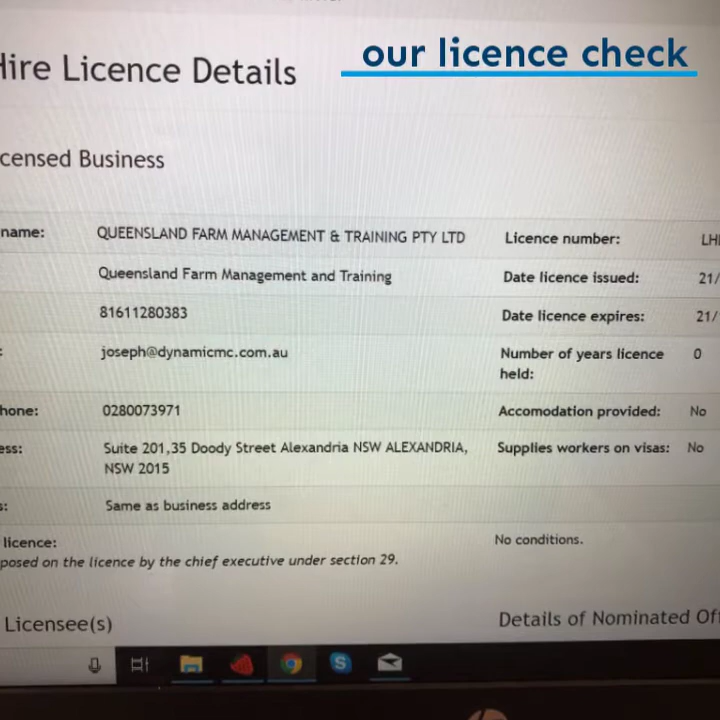 our licence check
Hire Licence Details
censed Business
name: QUEENSLAND FARM MANAGEMENT & TRAINING PTY LTD Licence number: LH
Queensland Farm Management and Training Date licence issued: 21/
81611280383 Date licence expires: 21/
: joseph@dynamicmc.com.au Number of years licence held: 0
hone: 0280073971 Accomodation provided: No
ess: Suite 201,35 Doody Street Alexandria NSW ALEXANDRIA, Supplies workers on visas: No
NSW 2015
s: Same as business address
licence: No conditions.
posed on the licence by the chief executive under section 29.
Licensee(s) Details of Nominated Of